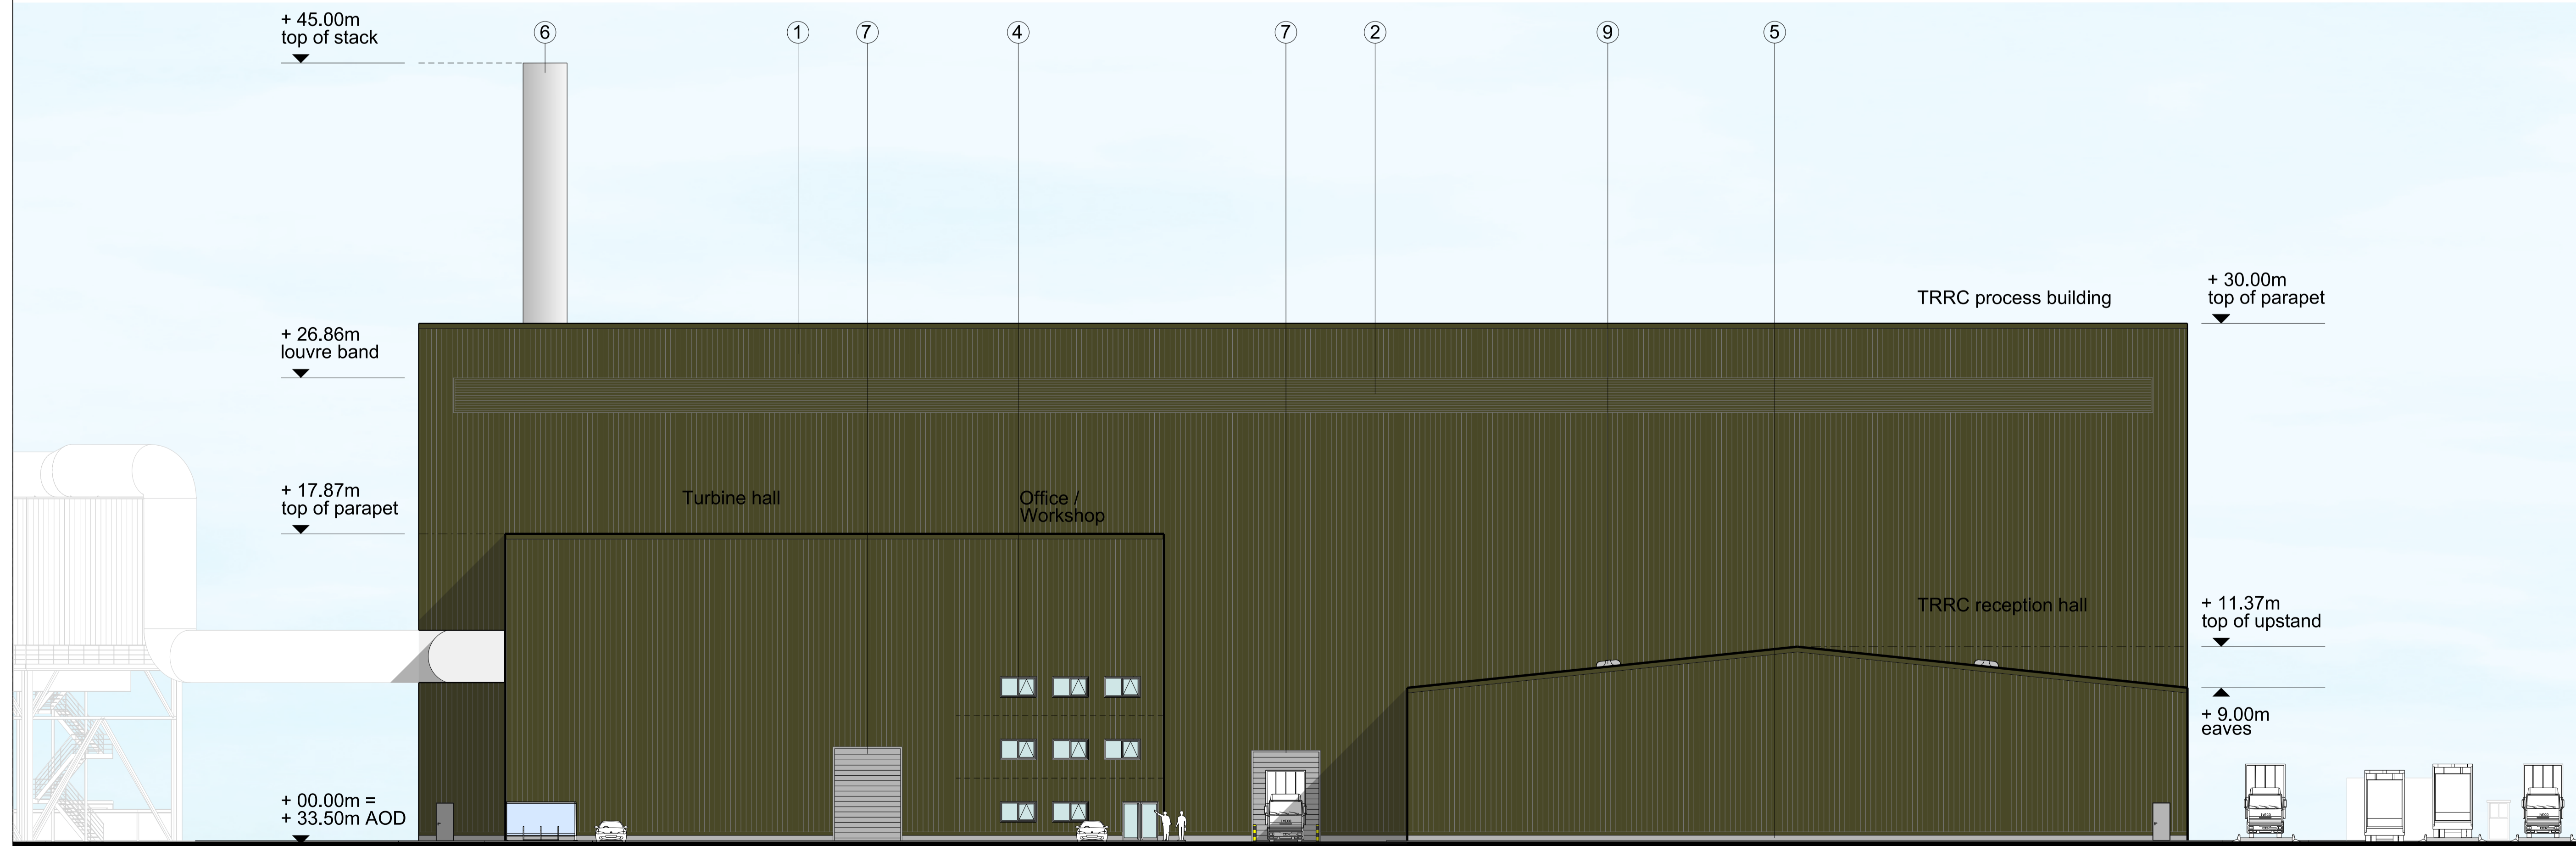 + 45.00m
top of stack
6
1
7
4
7
2
9
5
+ 30.00m
top of parapet
TRRC process building
+ 26.86m
louvre band
+ 17.87m
top of parapet
Turbine hall
Office /
Workshop
TRRC reception hall
+ 11.37m
top of upstand
+ 9.00m
eaves
+ 00.00m =
+ 33.50m AOD